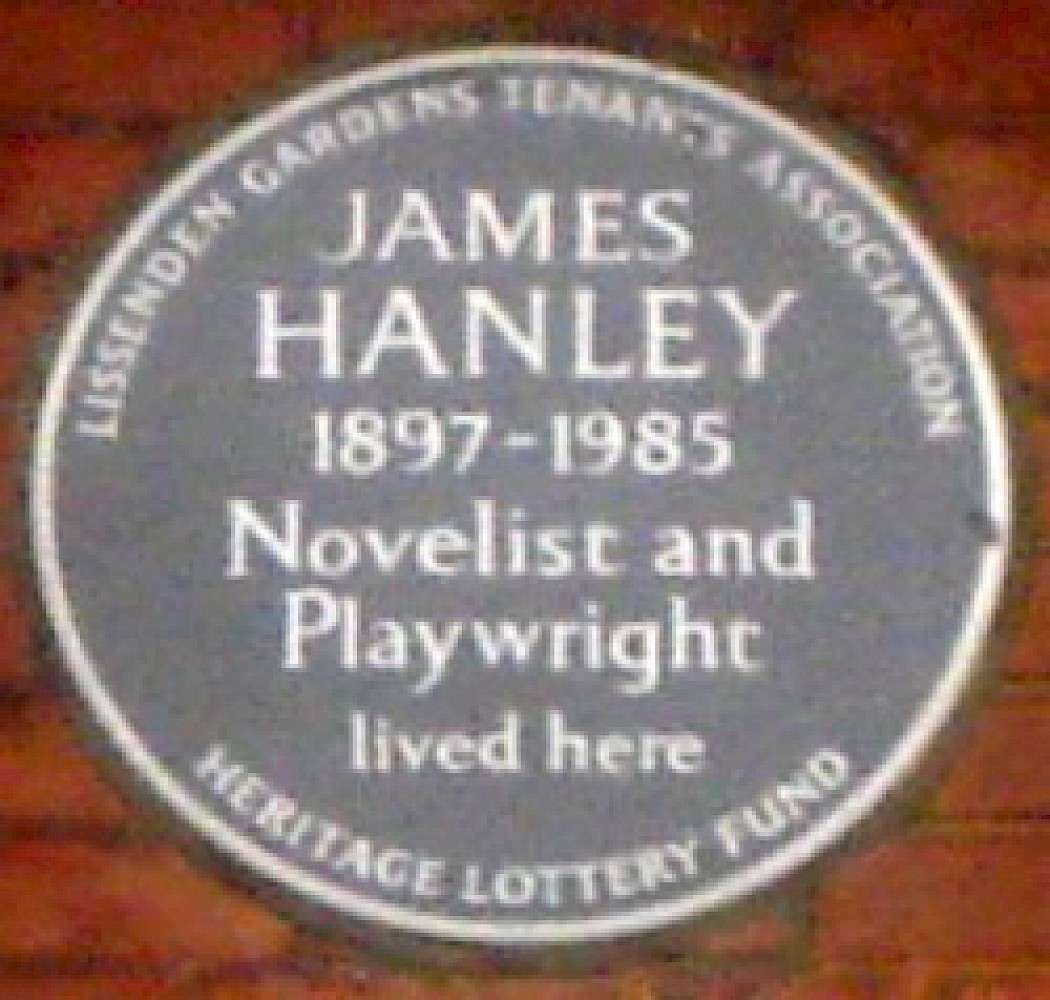 LISSENDEN GARDENS TENANTS ASSOCIATION
JAMES
HANLEY
1897-1985
Novelist and
Playwright
lived here
HERITAGE LOTTERY FUND